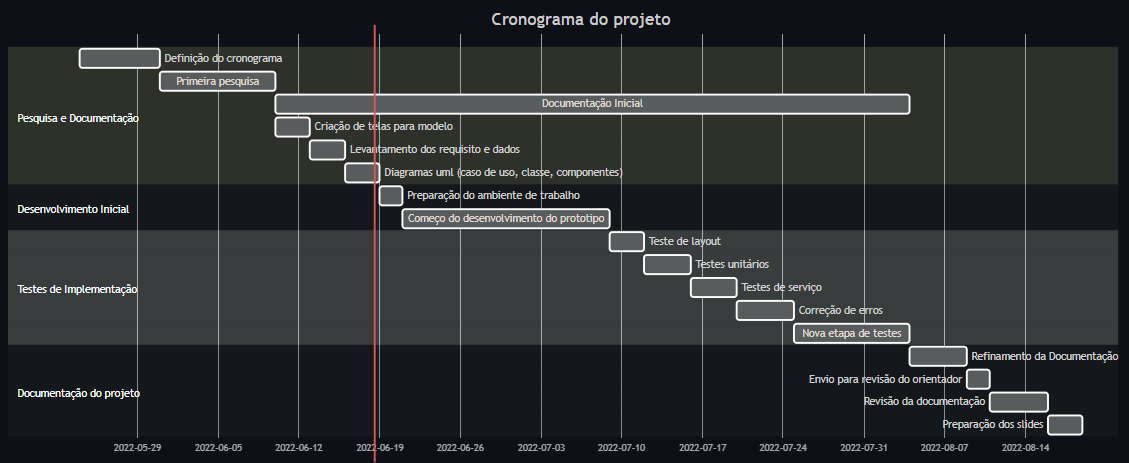 Cronograma do projeto
Definição do cronograma
Primeira pesquisa
Documentação Inicial
Pesquisa e Documentação
Criação de telas para modelo
Levantamento dos requisito e dados
Diagramas uml (caso de uso, classe, componentes)
Preparação do ambiente de trabalho
Desenvolvimento Inicial
Começo do desenvolvimento do prototipo
Teste de layout
Testes unitários
Testes de Implementação
Testes de serviço
Correção de erros
Nova etapa de testes
Refinamento da Documentação
Envio para revisão do orientador
Documentação do projeto
Revisão da documentação
Preparação dos slides
2022-05-29 2022-06-05 2022-06-12 2022-06-19 2022-06-26 2022-07-03 2022-07-10 2022-07-17 2022-07-24 2022-07-31 2022-08-07 2022-08-14